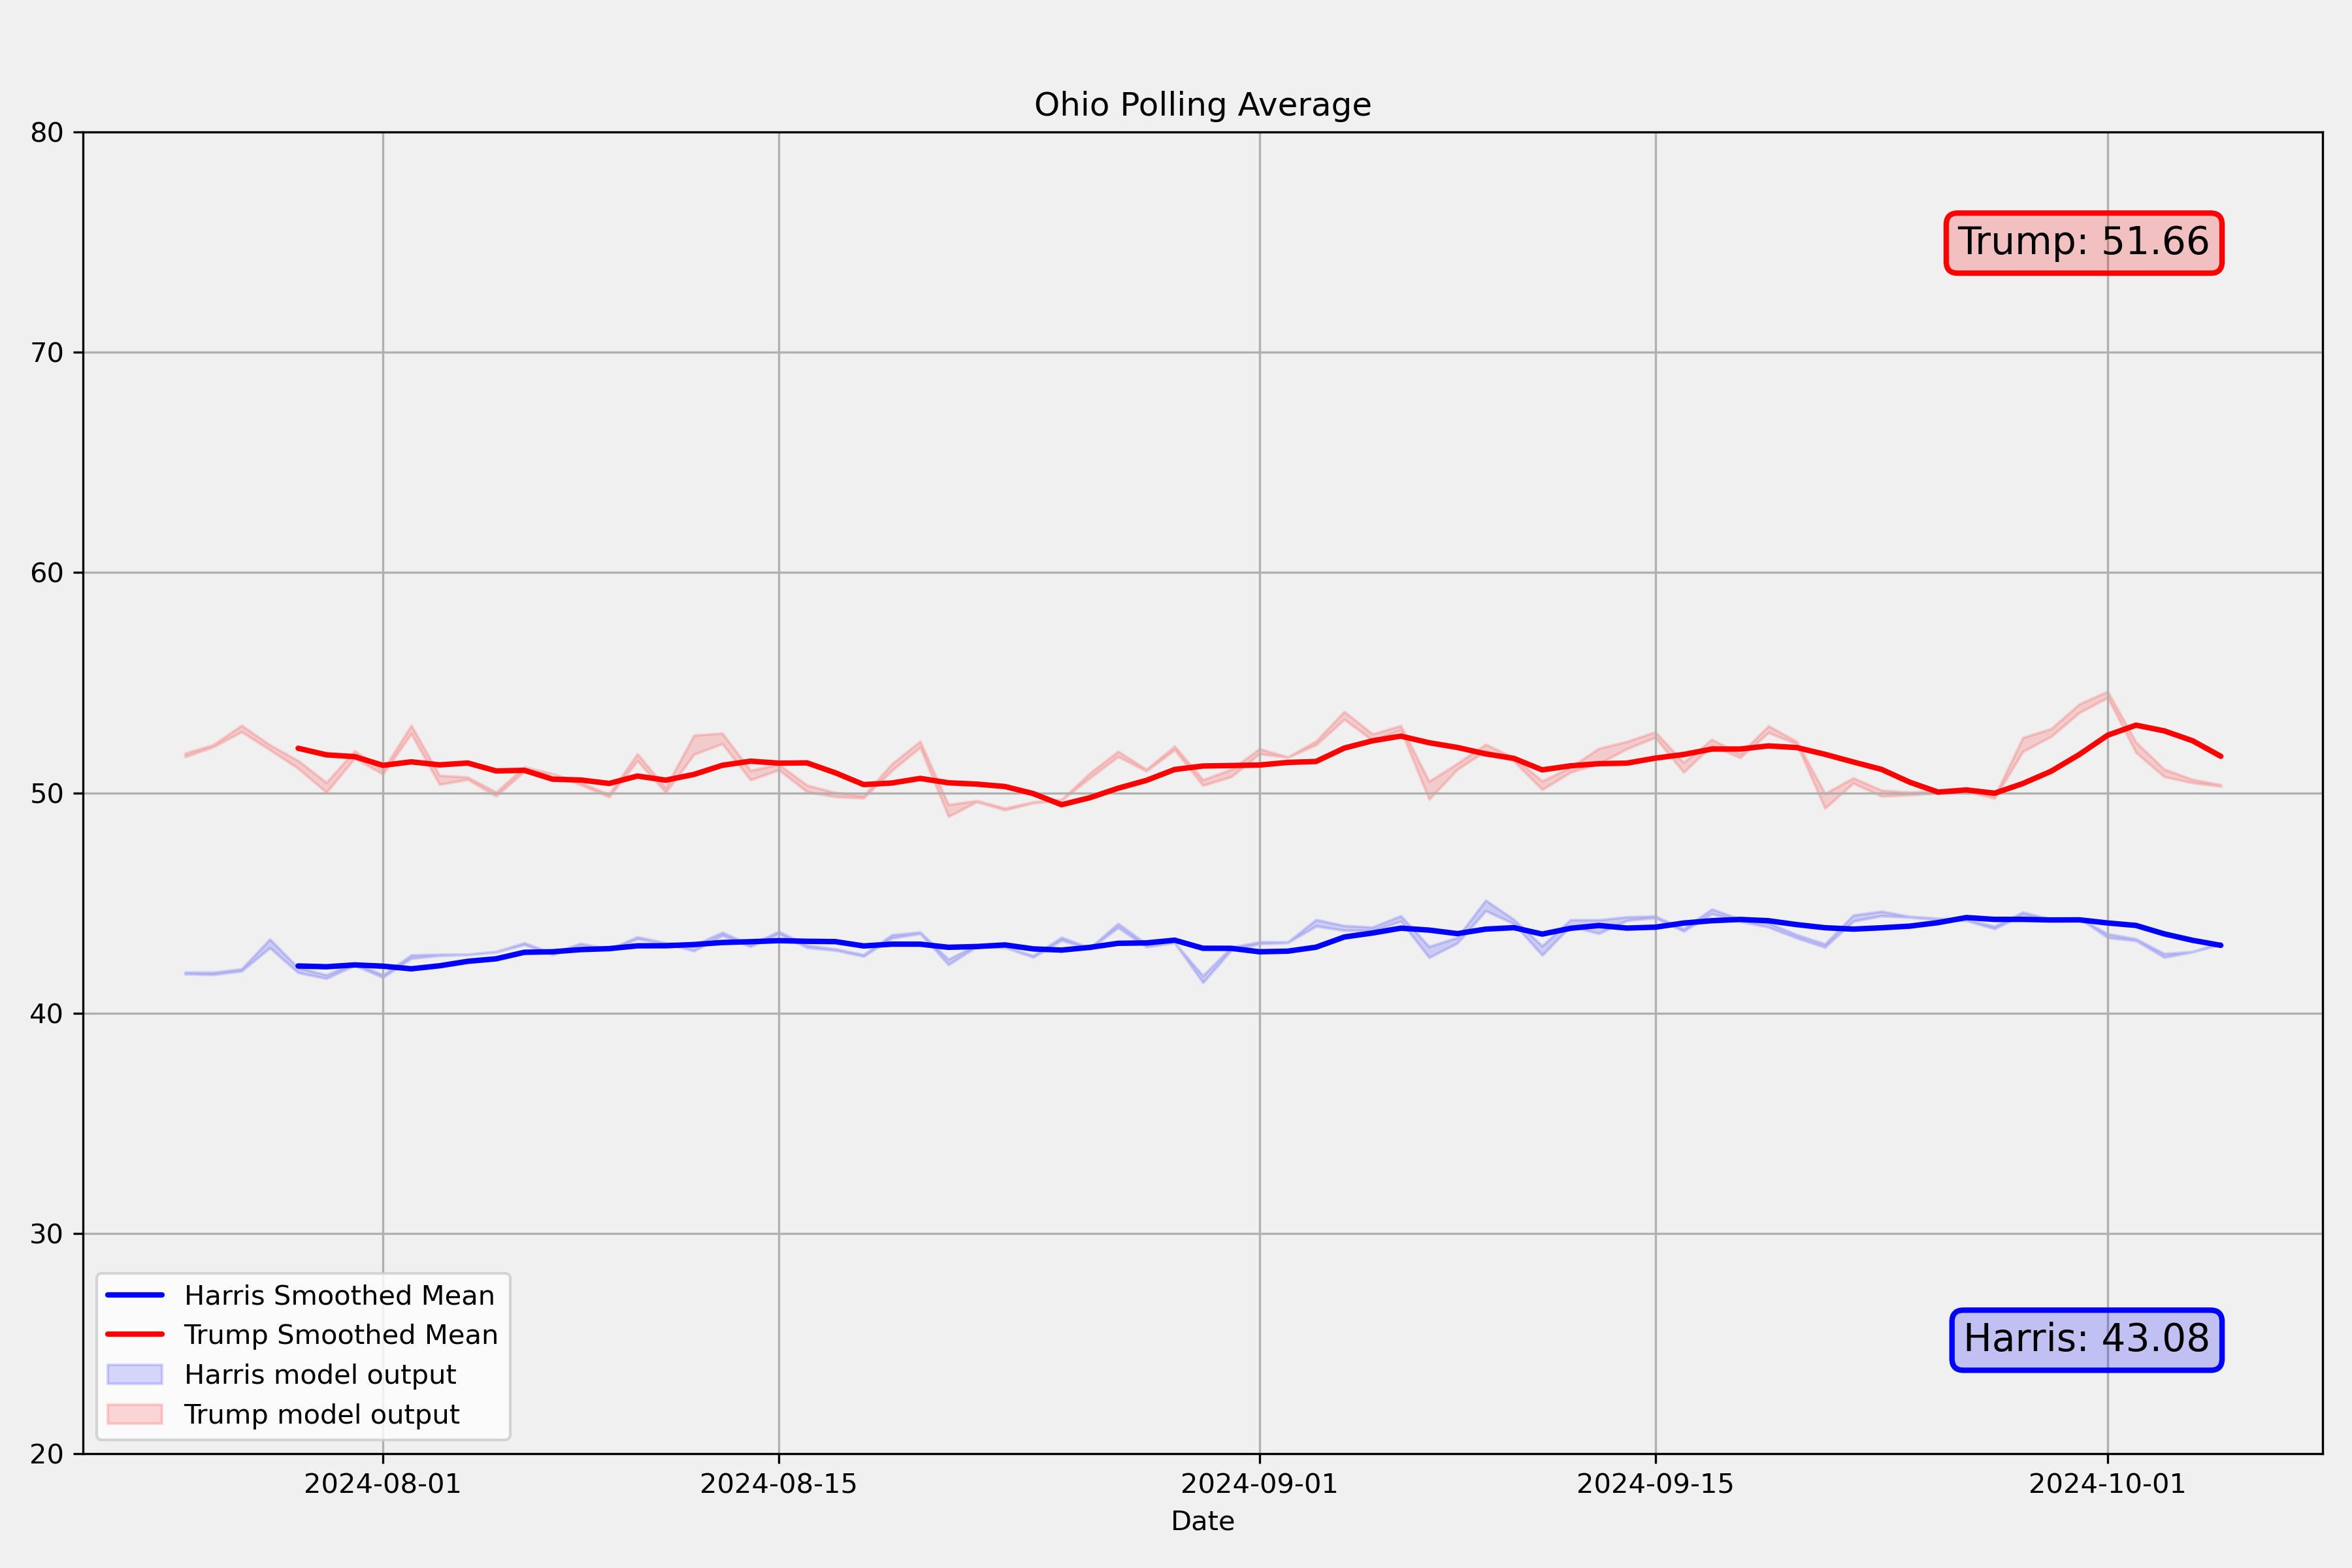 Ohio Polling Average
80
70
60
50
40
30
20
Trump: 51.66
Harris: 43.08
Harris Smoothed Mean
Trump Smoothed Mean
Harris model output
Trump model output
2024-08-01
2024-08-15
2024-09-01
2024-09-15
2024-10-01
Date